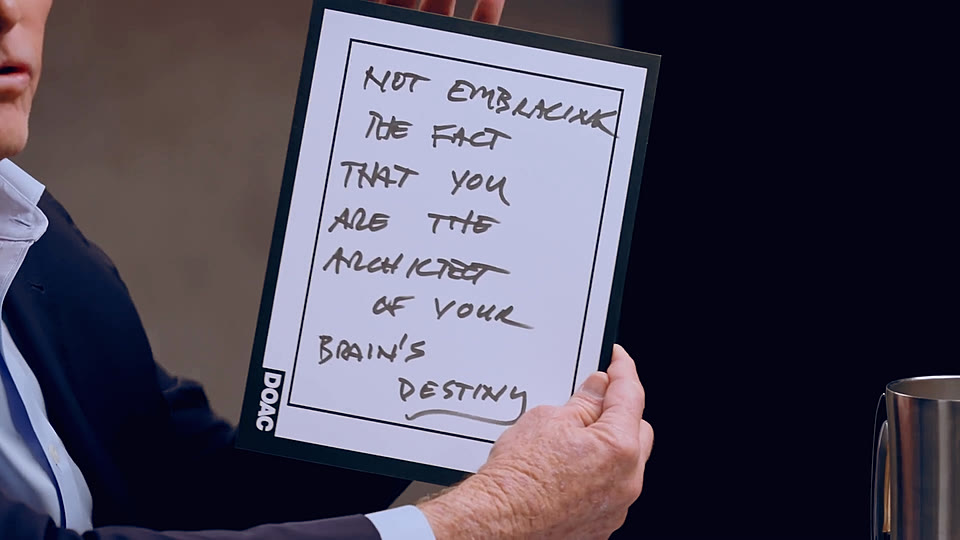 NOT EMBRACING
THE FACT
THAT YOU
ARE THE
ARCHITECT
OF YOUR
BRAIN'S
DESTINY
DOAC